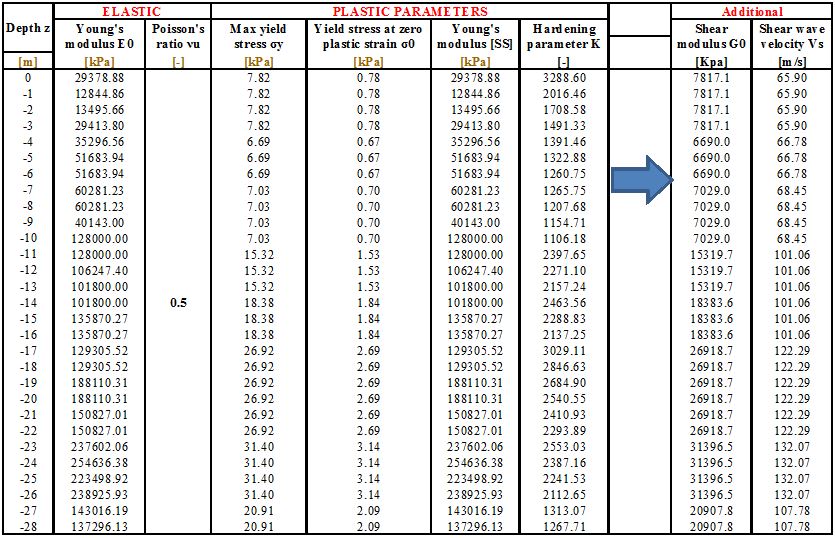 ELASTIC PLASTIC PARAMETERS Additional
Depth z Young's Poisson's Max yield Yield stress at zero Young's Hardening Shear Shear wave
modulus E0 ratio νu stress σy plastic strain σ0 modulus [SS] parameter K modulus G0 velocity Vs
[m] [kPa] [-] [kPa] [kPa] [kPa] [-] [Kpa] [m/s]
0 29378.88 7.82 0.78 29378.88 3288.60 7817.1 65.90
-1 12844.86 7.82 0.78 12844.86 2016.46 7817.1 65.90
-2 13495.66 7.82 0.78 13495.66 1708.58 7817.1 65.90
-3 29413.80 7.82 0.78 29413.80 1491.33 7817.1 65.90
-4 35296.56 6.69 0.67 35296.56 1391.46 6690.0 66.78
-5 51683.94 6.69 0.67 51683.94 1322.88 6690.0 66.78
-6 51683.94 6.69 0.67 51683.94 1260.75 6690.0 66.78
-7 60281.23 7.03 0.70 60281.23 1265.75 7029.0 68.45
-8 60281.23 7.03 0.70 60281.23 1207.68 7029.0 68.45
-9 40143.00 7.03 0.70 40143.00 1154.71 7029.0 68.45
-10 128000.00 7.03 0.70 128000.00 1106.18 7029.0 68.45
-11 128000.00 15.32 1.53 128000.00 2397.65 15319.7 101.06
-12 106247.40 15.32 1.53 106247.40 2271.10 15319.7 101.06
-13 101800.00 15.32 1.53 101800.00 2157.24 15319.7 101.06
-14 101800.00 0.5 18.38 1.84 101800.00 2463.56 18383.6 101.06
-15 135870.27 18.38 1.84 135870.27 2288.83 18383.6 101.06
-16 135870.27 18.38 1.84 135870.27 2137.25 18383.6 101.06
-17 129305.52 26.92 2.69 129305.52 3029.11 26918.7 122.29
-18 129305.52 26.92 2.69 129305.52 2846.63 26918.7 122.29
-19 188110.31 26.92 2.69 188110.31 2684.90 26918.7 122.29
-20 188110.31 26.92 2.69 188110.31 2540.55 26918.7 122.29
-21 150827.01 26.92 2.69 150827.01 2410.93 26918.7 122.29
-22 150827.01 26.92 2.69 150827.01 2293.89 26918.7 122.29
-23 237602.06 31.40 3.14 237602.06 2553.03 31396.5 132.07
-24 254636.38 31.40 3.14 254636.38 2387.16 31396.5 132.07
-25 223498.92 31.40 3.14 223498.92 2241.53 31396.5 132.07
-26 238925.93 31.40 3.14 238925.93 2112.65 31396.5 132.07
-27 143016.19 20.91 2.09 143016.19 1313.07 20907.8 107.78
-28 137296.13 20.91 2.09 137296.13 1267.71 20907.8 107.78